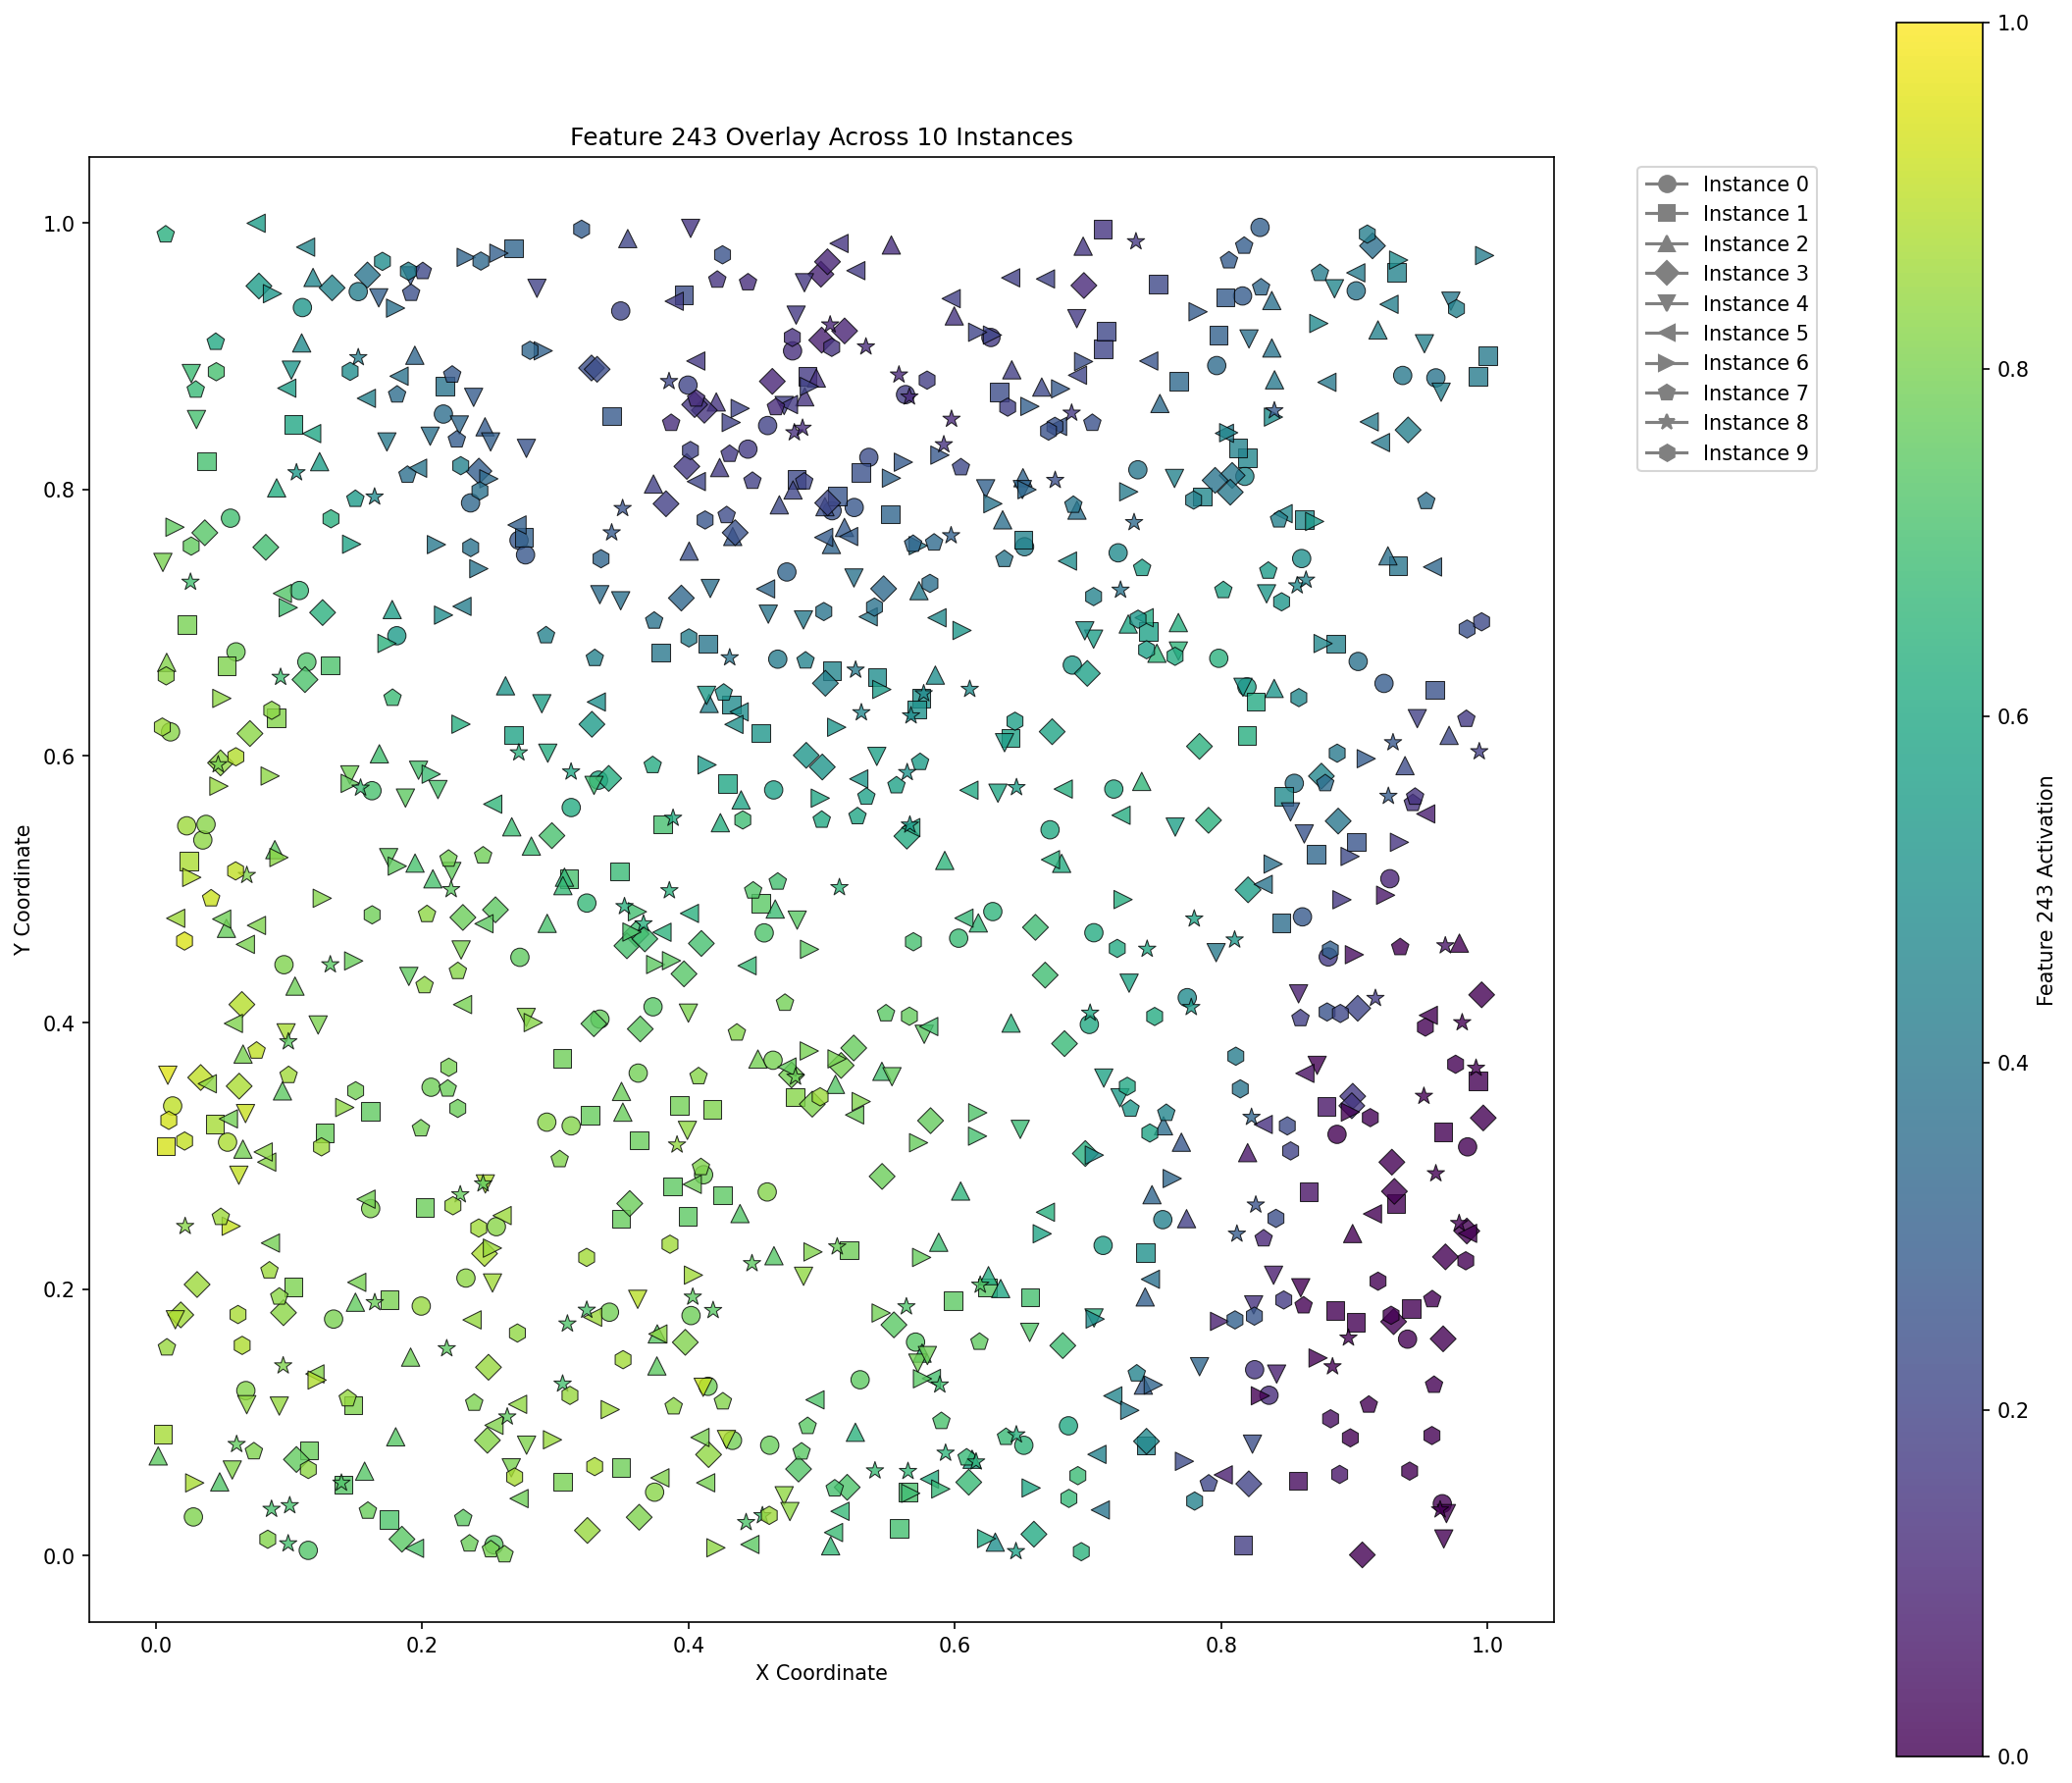 Feature 243 Overlay Across 10 Instances
1.0
0.8
0.6
0.4
0.2
0.0
Y Coordinate
0.0 0.2 0.4 0.6 0.8 1.0
X Coordinate
Instance 0
Instance 1
Instance 2
Instance 3
Instance 4
Instance 5
Instance 6
Instance 7
Instance 8
Instance 9
1.0
0.8
0.6
0.4
0.2
0.0
Feature 243 Activation